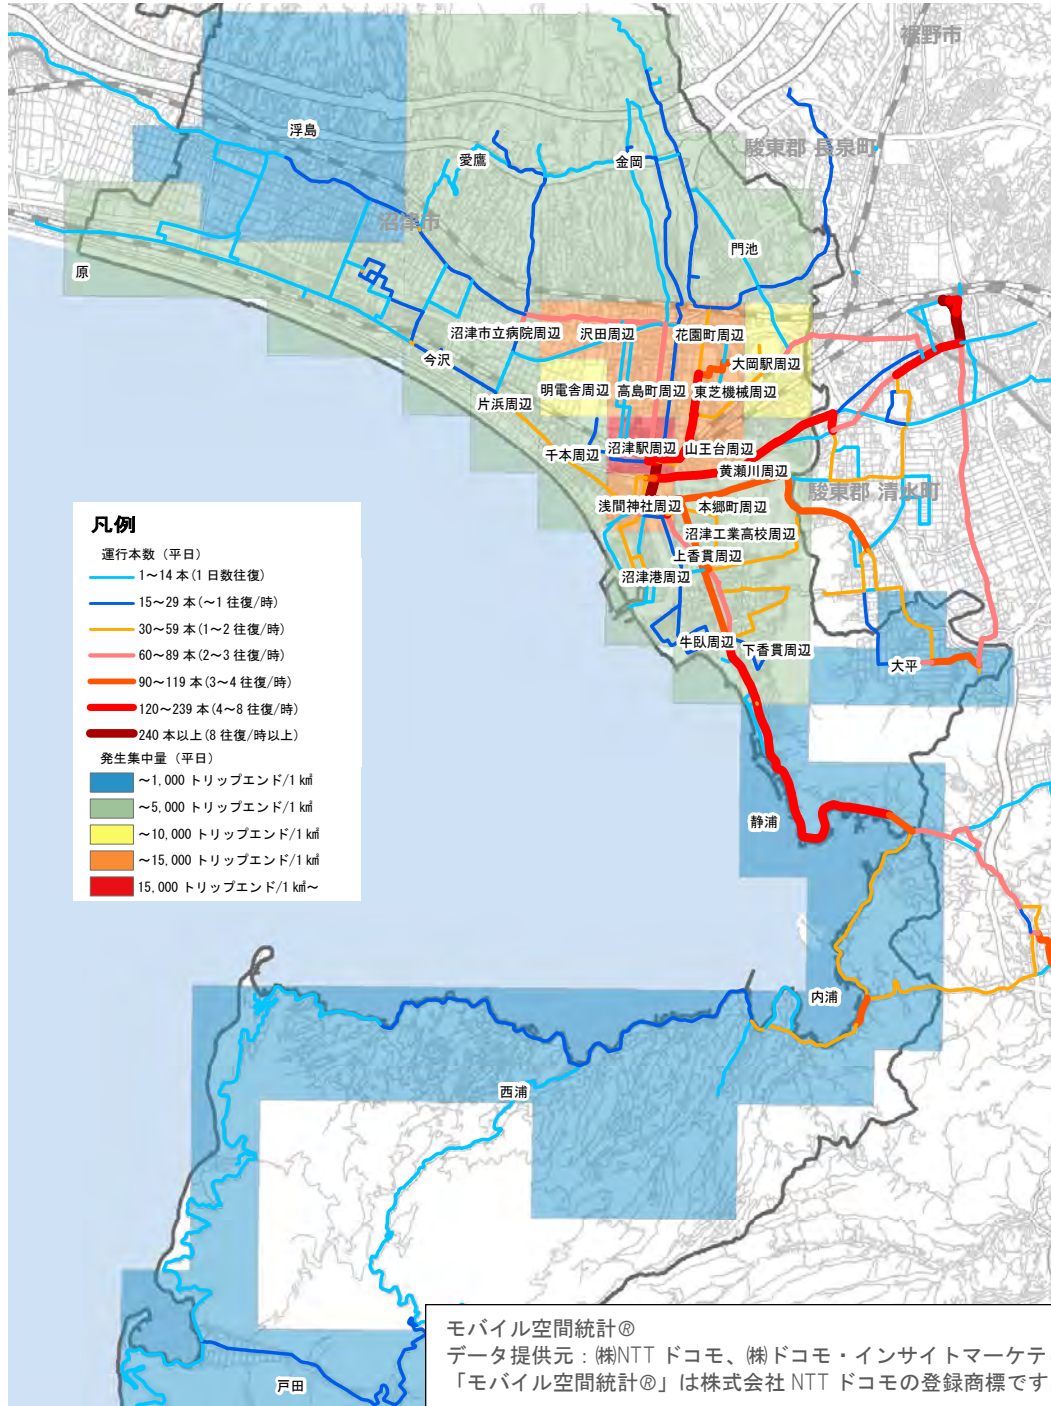 裾野市
駿東郡 長泉町
浮島
愛鷹
金岡
沼津市
門池
原
沼津市立病院周辺
沢田周辺
花園町周辺
今沢
大岡駅周辺
明電舎周辺
高島町周辺
東芝機械周辺
片浜周辺
沼津駅周辺
山王台周辺
千本周辺
黄瀬川周辺
駿東郡 清水町
浅間神社周辺
本郷町周辺
沼津工業高校周辺
上香貫周辺
沼津港周辺
牛臥周辺
下香貫周辺
大平
静浦
内浦
西浦
戸田
凡例
運行本数（平日）
1～14 本(1 日数往復)
15～29 本(～1 往復/時)
30～59 本(1～2 往復/時)
60～89 本(2～3 往復/時)
90～119 本(3～4 往復/時)
120～239 本(4～8 往復/時)
240 本以上(8 往復/時以上)
発生集中量（平日）
～1,000 トリップエンド/1 ㎢
～5,000 トリップエンド/1 ㎢
～10,000 トリップエンド/1 ㎢
～15,000 トリップエンド/1 ㎢
15,000 トリップエンド/1 ㎢～
モバイル空間統計®
データ提供元：㈱NTT ドコモ、㈱ドコモ・インサイトマーケテ
「モバイル空間統計®」は株式会社 NTT ドコモの登録商標です